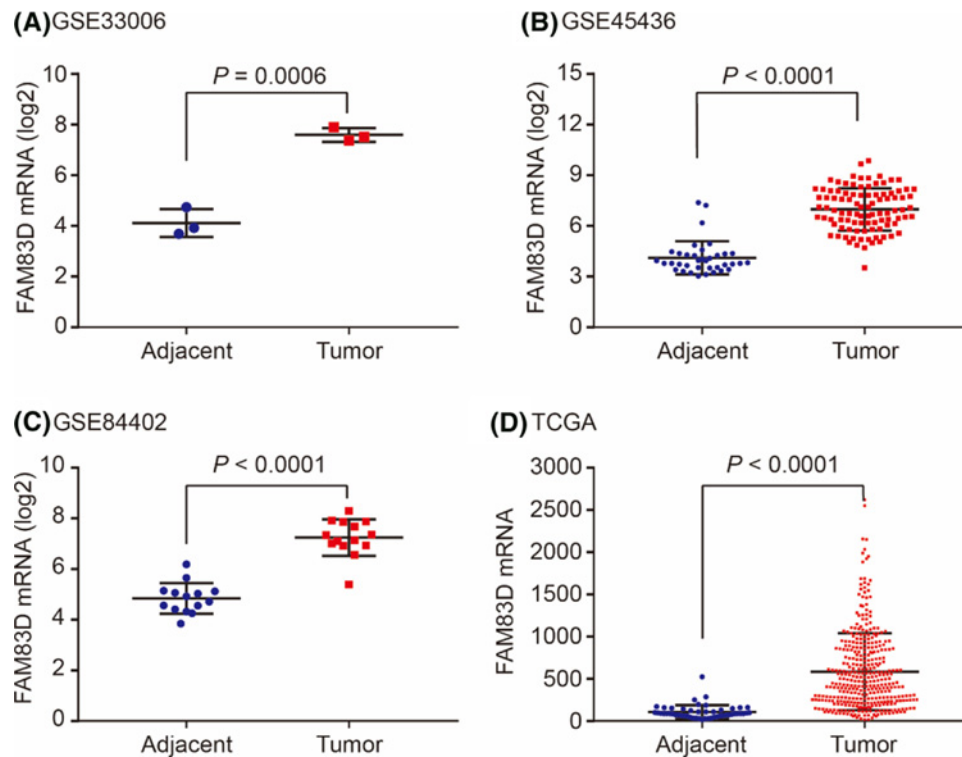 (A) GSE33006
P = 0.0006
FAM83D mRNA (log2)
10
8
6
4
2
0
Adjacent Tumor
(B) GSE45436
P < 0.0001
FAM83D mRNA (log2)
15
12
9
6
3
0
Adjacent Tumor
(C) GSE84402
P < 0.0001
FAM83D mRNA (log2)
10
8
6
4
2
0
Adjacent Tumor
(D) TCGA
P < 0.0001
FAM83D mRNA
3000
2500
2000
1500
1000
500
0
Adjacent Tumor